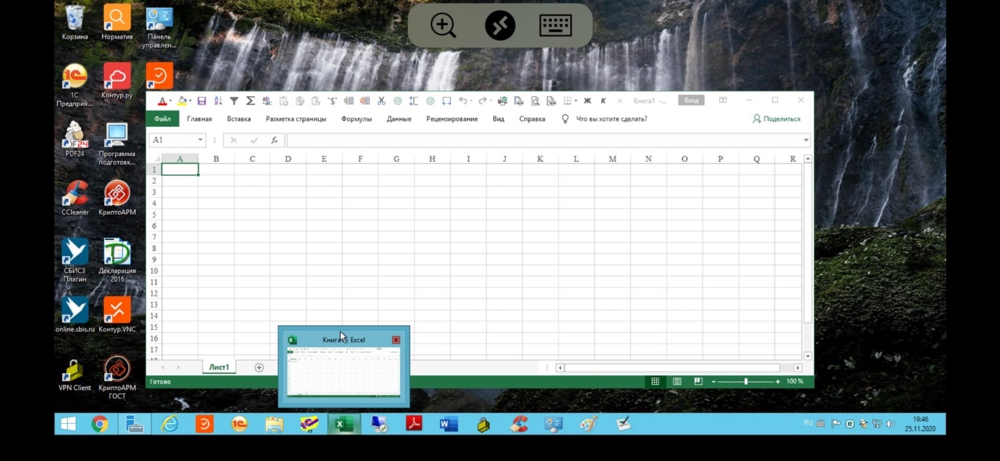 Корзина
Норматив
Панель
управлен...
1С
Предприя...
Контур.ру
PDF24
Программа
подготовк...
CCleaner
КриптоАРМ
СБИС3
Плагин
Декларация
2016
online.sbis.ru
Контур.VNC
VPN Client
КриптоАРМ
ГОСТ
Книга1 -...
Вход
Файл
Главная
Вставка
Разметка страницы
Формулы
Данные
Рецензирование
Вид
Справка
Что вы хотите сделать?
Поделиться
A1
A B C D E F G H I J K L M N O P Q R
1
2
3
4
5
6
7
8
9
10
11
12
13
14
15
16
17
Лист1
Готово
100 %
Excel
RU
19:46
25.11.2020